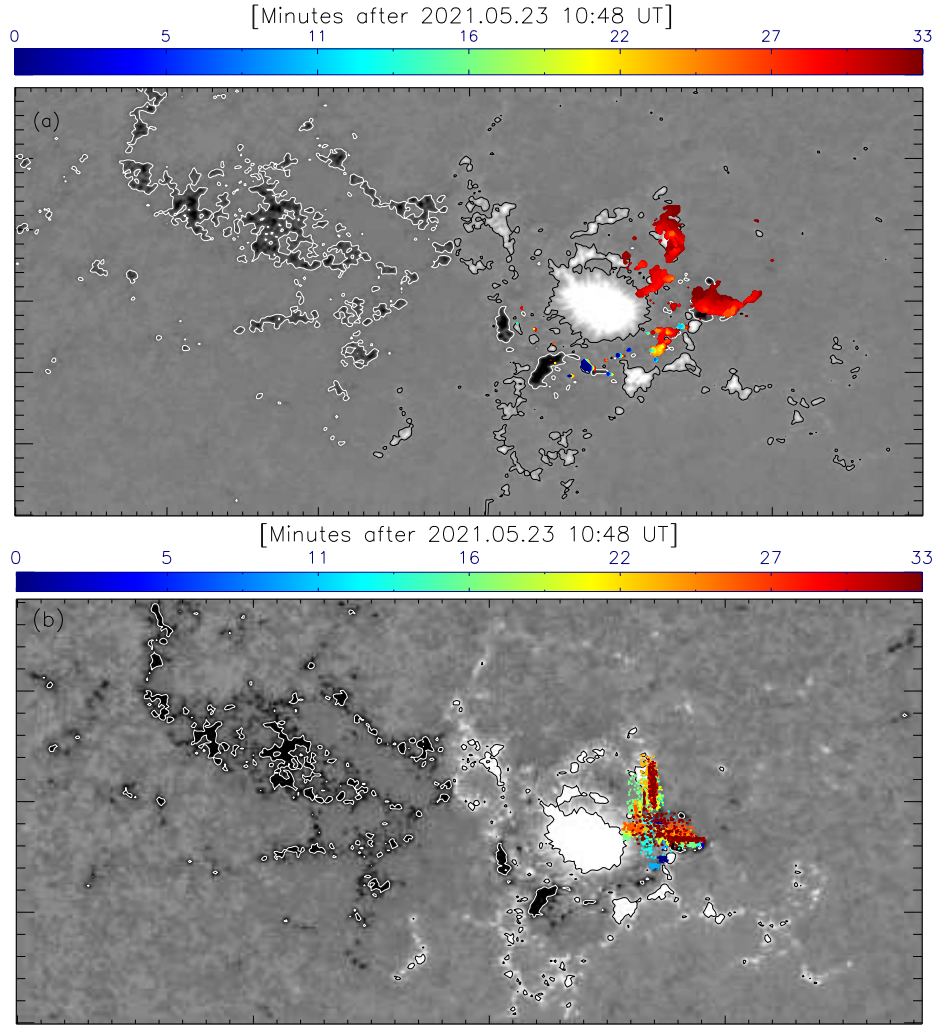 [Minutes after 2021.05.23 10:48 UT]
0 5 11 16 22 27 33
(a)
[Minutes after 2021.05.23 10:48 UT]
0 5 11 16 22 27 33
(b)